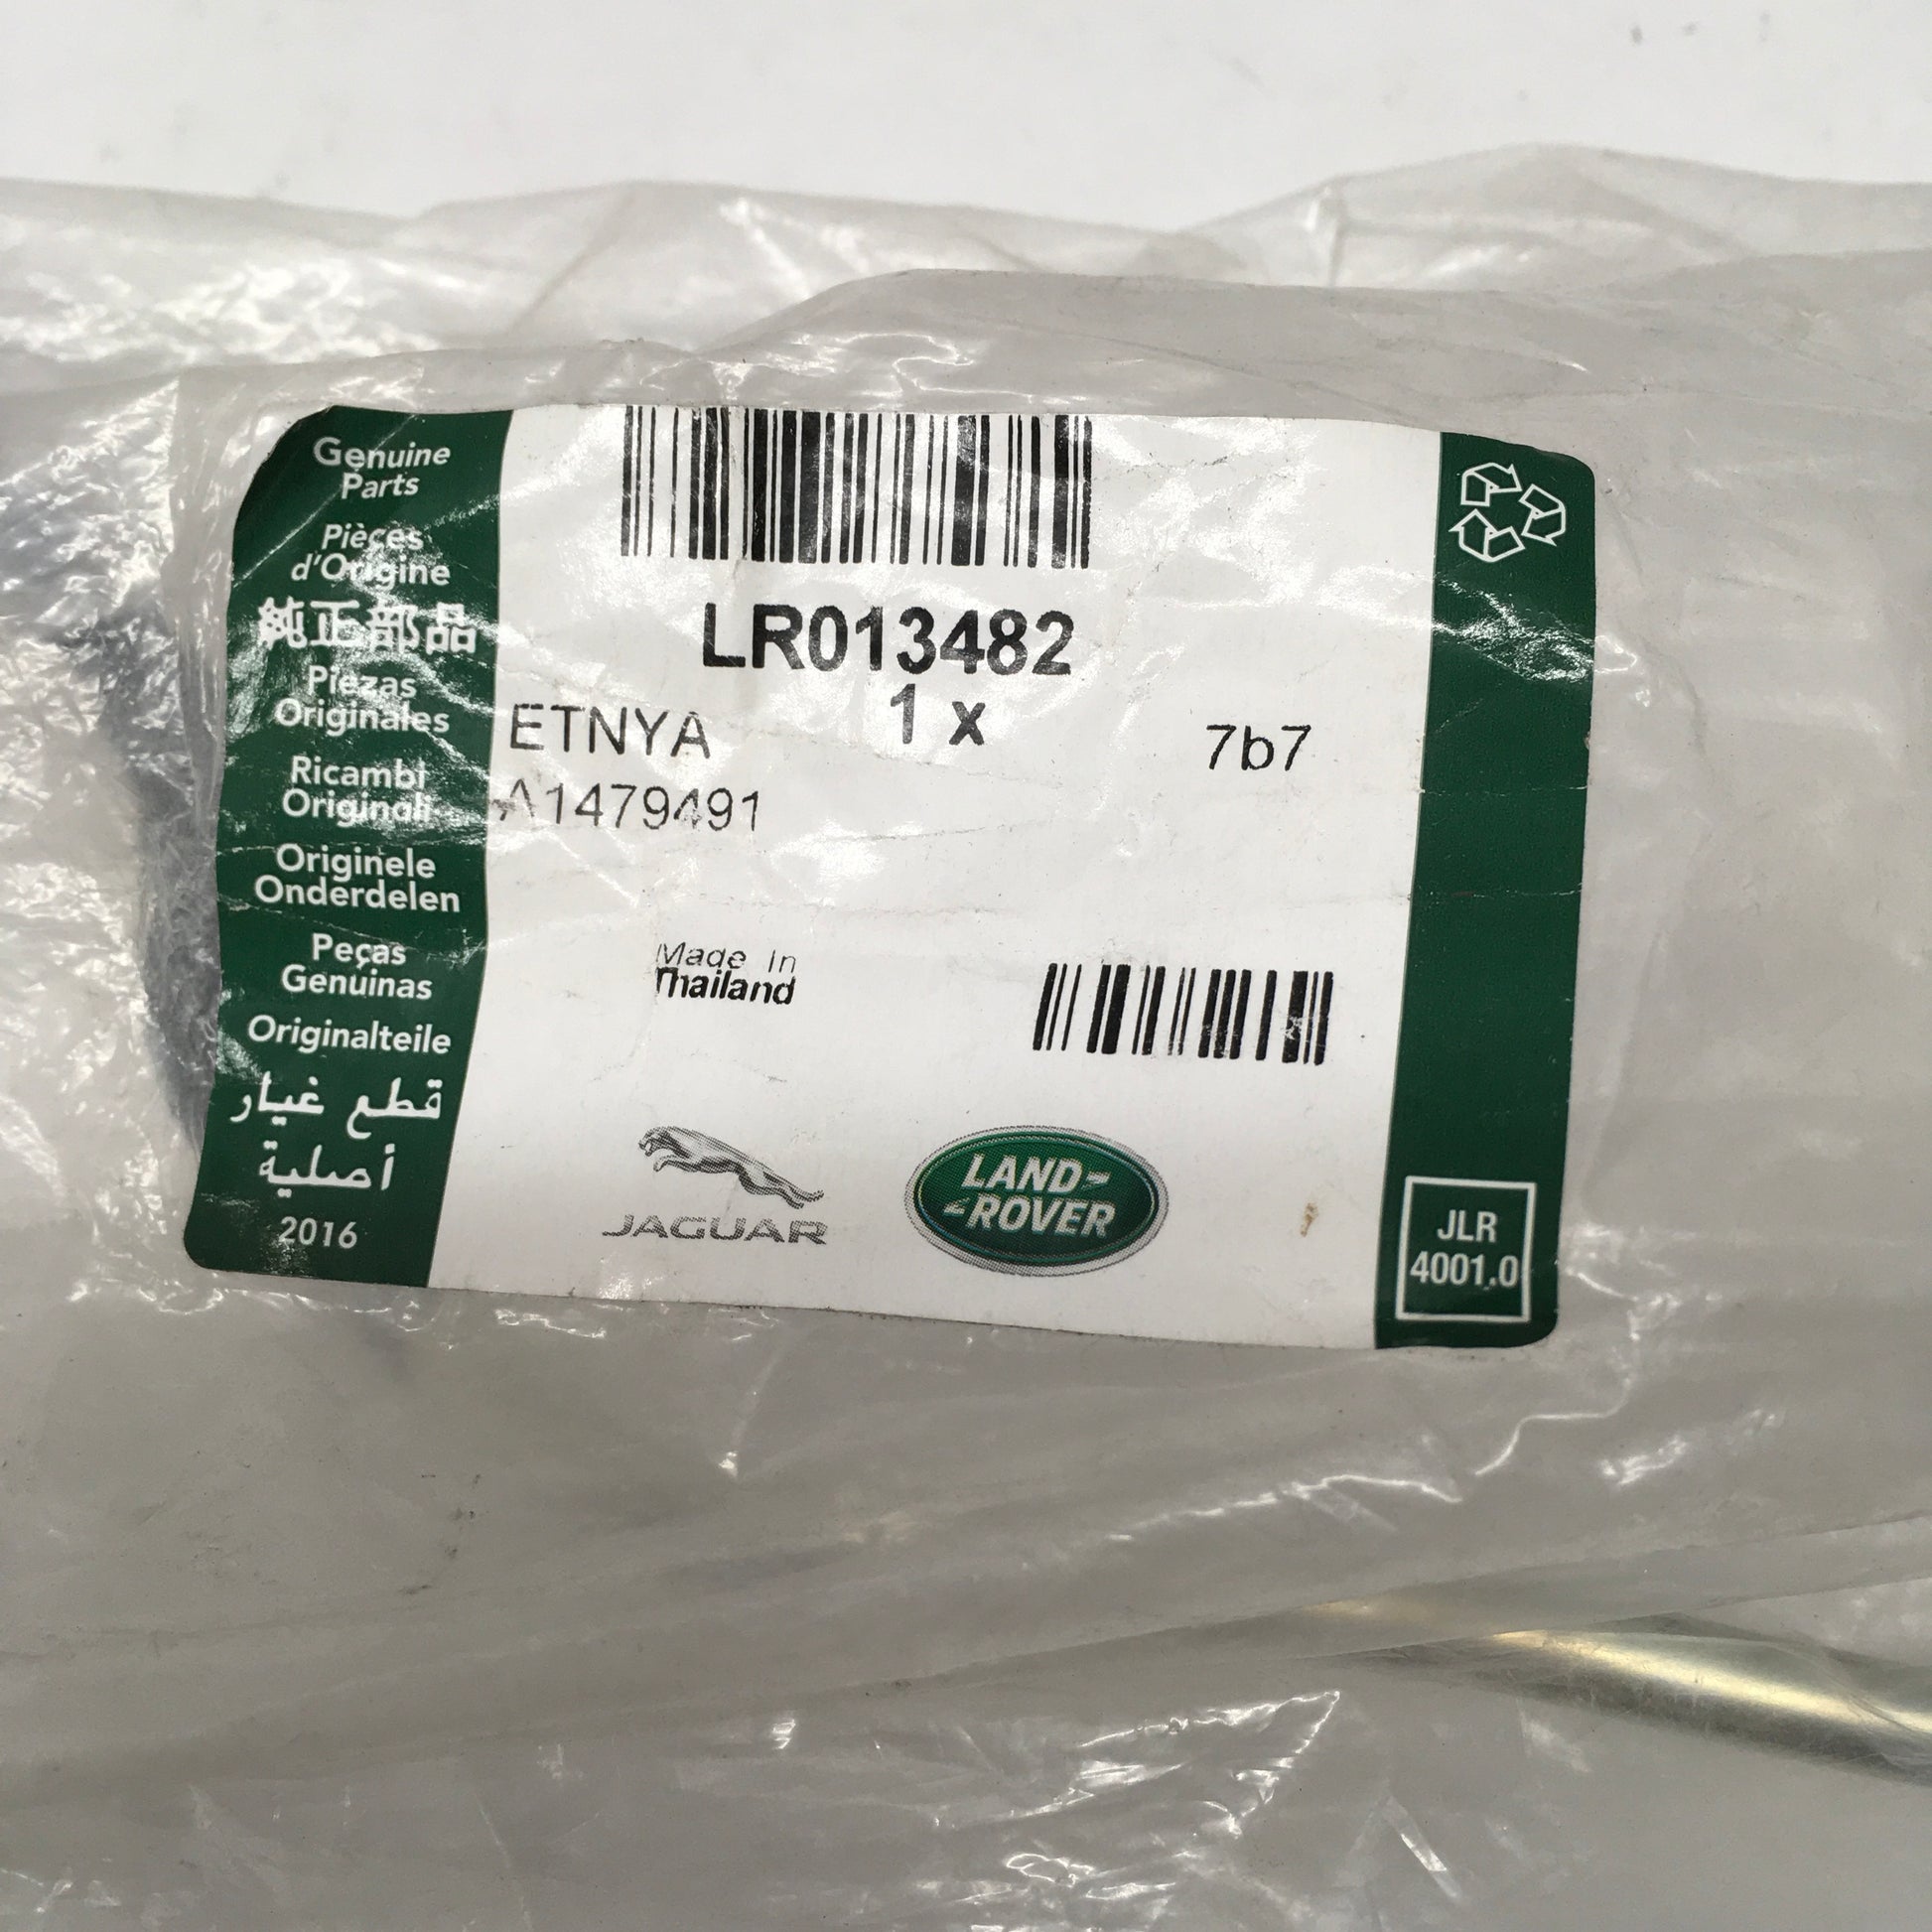 Genuine
Parts
Pièces
d'Origine
純正部品
Piezas
Originales
Ricambi
Originali
Originele
Onderdelen
Peças
Genuinas
Originalteile
قطع غيار
أصلية
2016
LR013482
1 x
ETNYA
7b7
A1479491
Made In
Thailand
JAGUAR
LAND-
-ROVER
JLR
4001.0